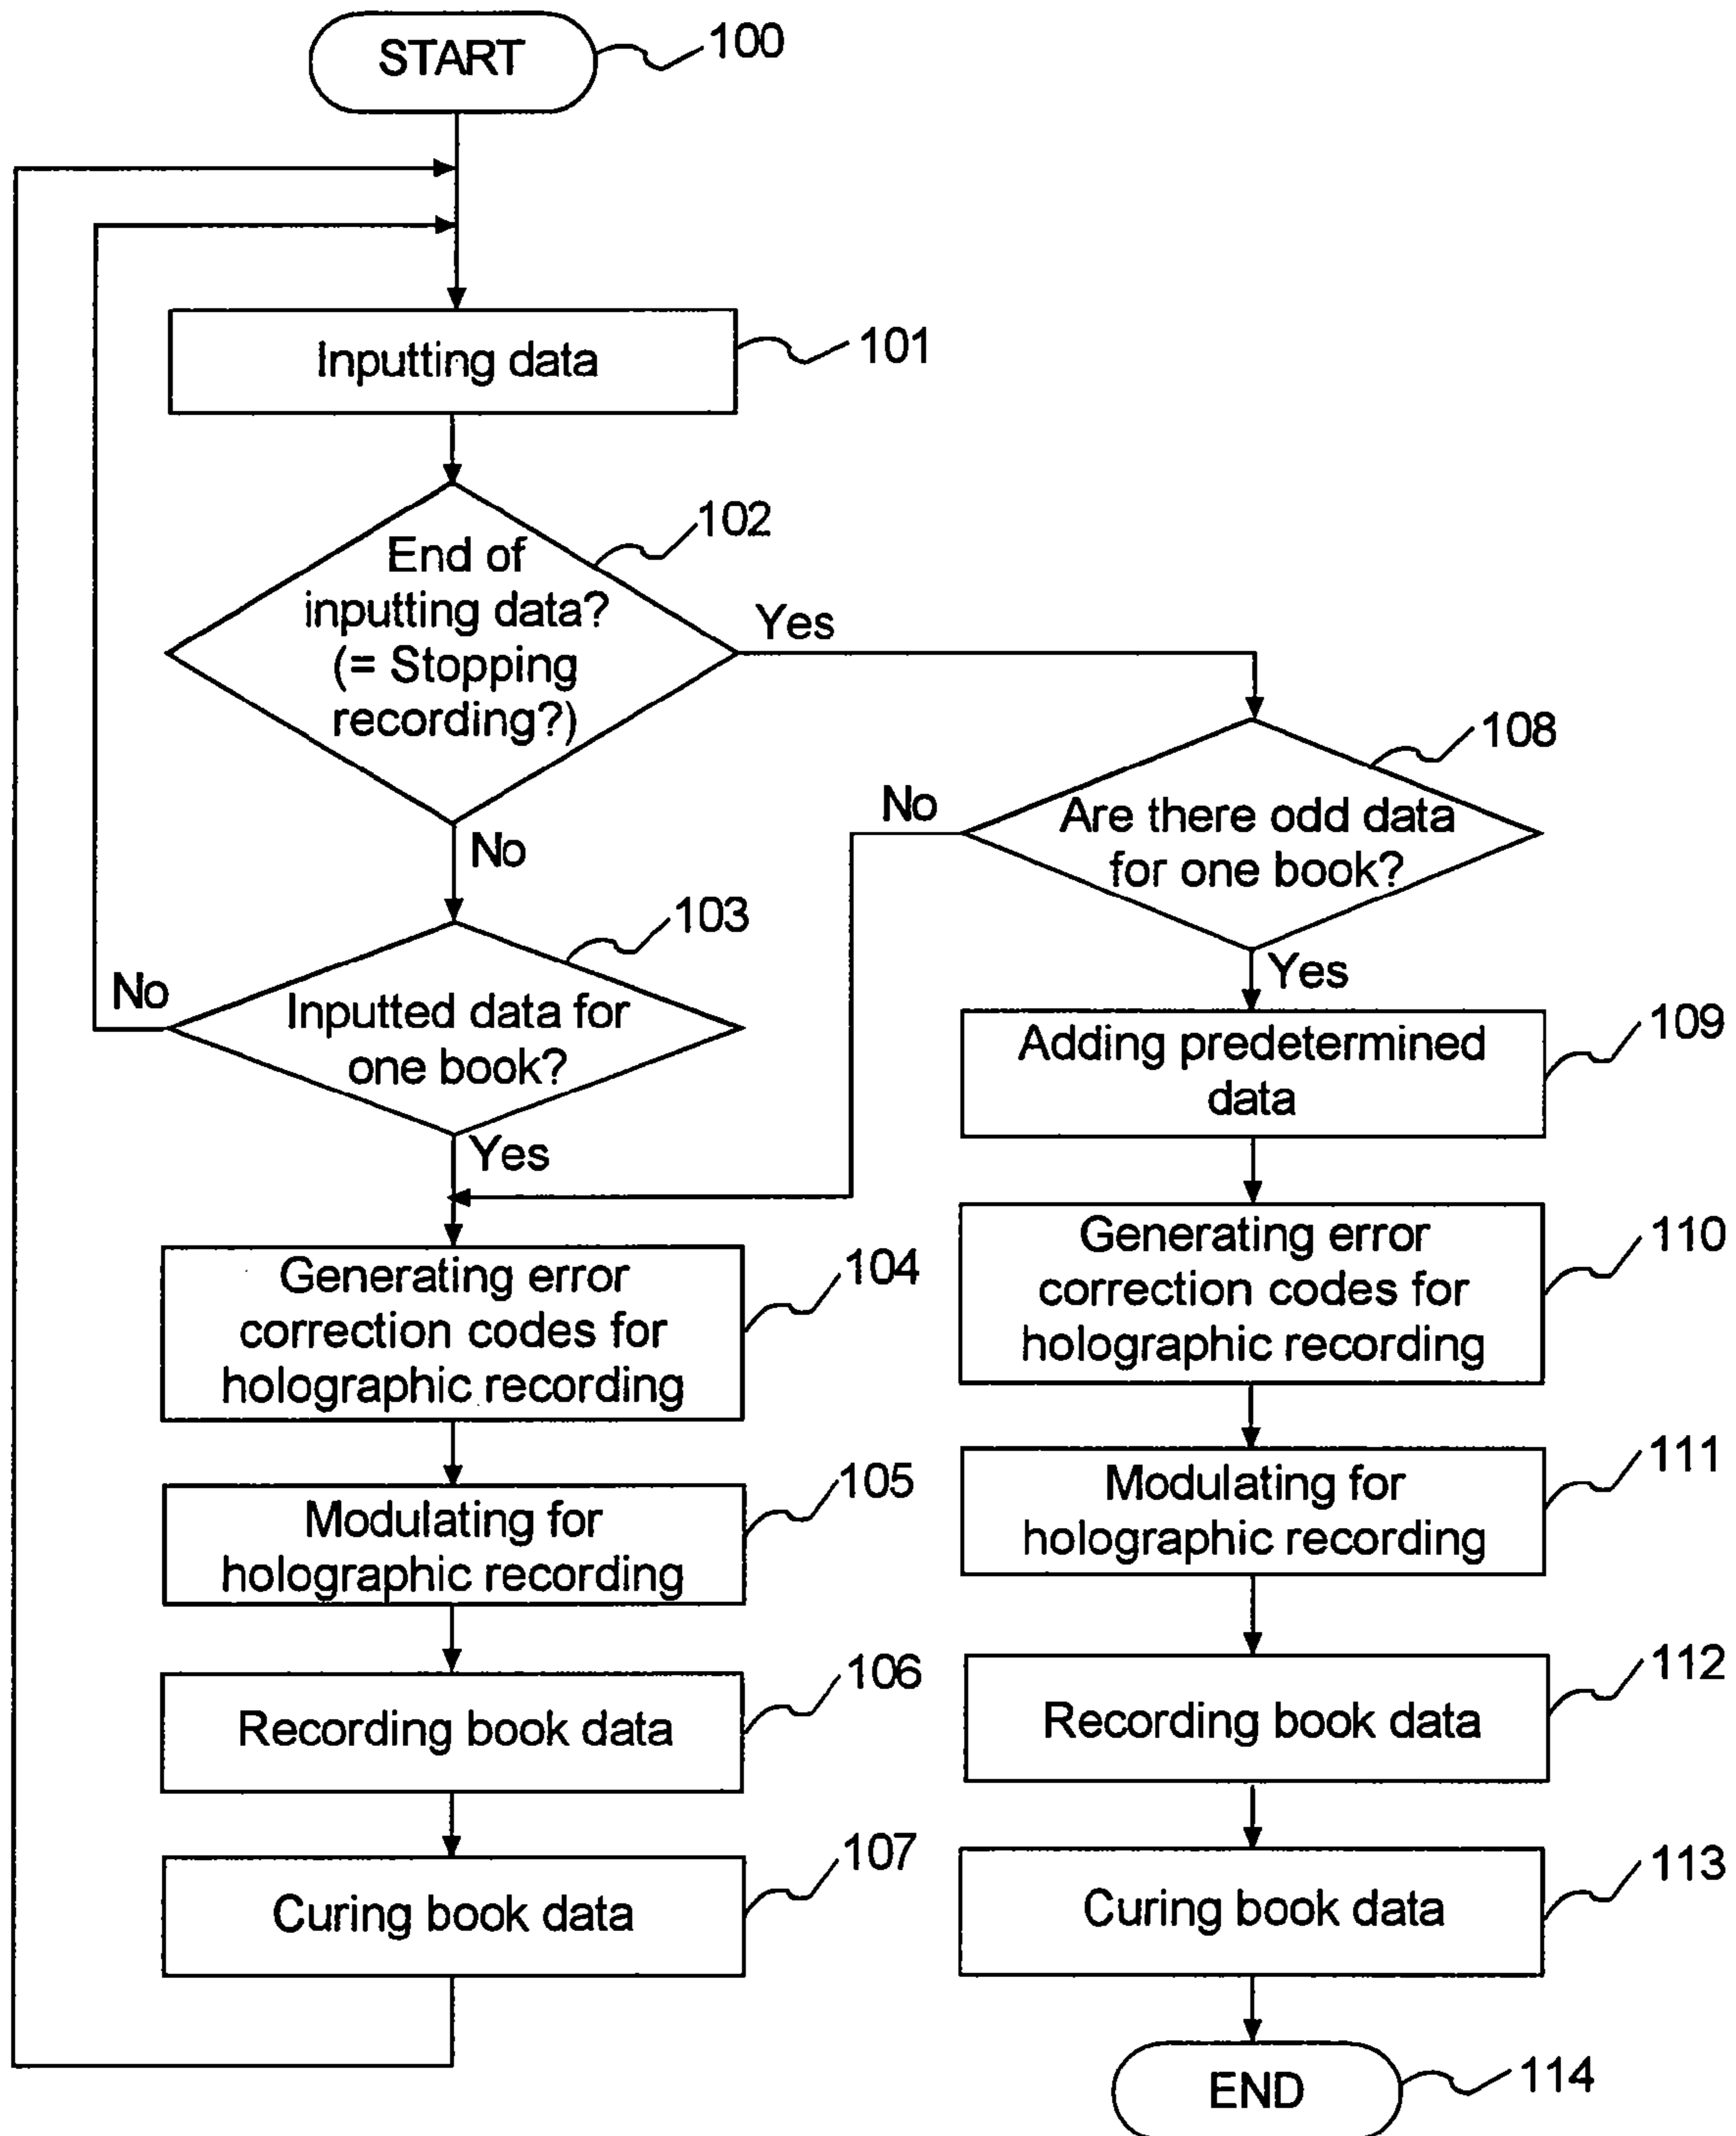 START
100
Inputting data
101
End of
inputting data?
(= Stopping
recording?)
102
Yes
No
Inputted data for
one book?
103
No
Yes
Generating error
correction codes for
holographic recording
104
Modulating for
holographic recording
105
Recording book data
106
Curing book data
107
Are there odd data
for one book?
108
No
Yes
Adding predetermined
data
109
Generating error
correction codes for
holographic recording
110
Modulating for
holographic recording
111
Recording book data
112
Curing book data
113
END
114